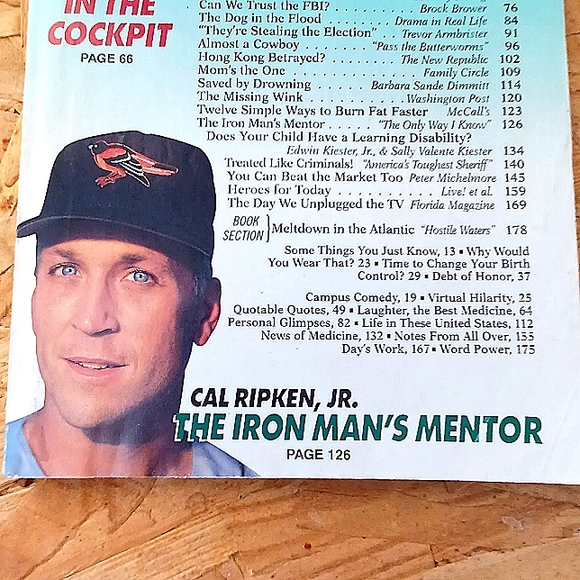 IN THE
COCKPIT
PAGE 66
Can We Trust the FBI? . . . . . . . . . Brock Brower 76
The Dog in the Flood . . . . . . . Drama in Real Life 84
“They’re Stealing the Election” . . Trevor Armbrister 91
Almost a Cowboy . . . . . . “Pass the Butterworms” 96
Hong Kong Betrayed? . . . . . . . The New Republic 102
Mom’s the One . . . . . . . . . . . . Family Circle 109
Saved by Drowning . . . . . Barbara Sande Dimmitt 114
The Missing Wink . . . . . . . . . . Washington Post 120
Twelve Simple Ways to Burn Fat Faster McCall’s 123
The Iron Man’s Mentor . . . . . “The Only Way I Know” 126
Does Your Child Have a Learning Disability?
Edwin Kiester, Jr., & Sally Valente Kiester 134
Treated Like Criminals! “America’s Toughest Sheriff” 140
You Can Beat the Market Too Peter Michelmore 145
Heroes for Today . . . . . . . . . . Live! et al. 159
The Day We Unplugged the TV Florida Magazine 169
BOOK
SECTION
Meltdown in the Atlantic “Hostile Waters” 178
Some Things You Just Know, 13 ▪ Why Would
You Wear That? 23 ▪ Time to Change Your Birth
Control? 29 ▪ Debt of Honor, 37
Campus Comedy, 19 ▪ Virtual Hilarity, 25
Quotable Quotes, 49 ▪ Laughter, the Best Medicine, 64
Personal Glimpses, 82 ▪ Life in These United States, 112
News of Medicine, 132 ▪ Notes From All Over, 155
Day’s Work, 167 ▪ Word Power, 175
CAL RIPKEN, JR.
THE IRON MAN’S MENTOR
PAGE 126